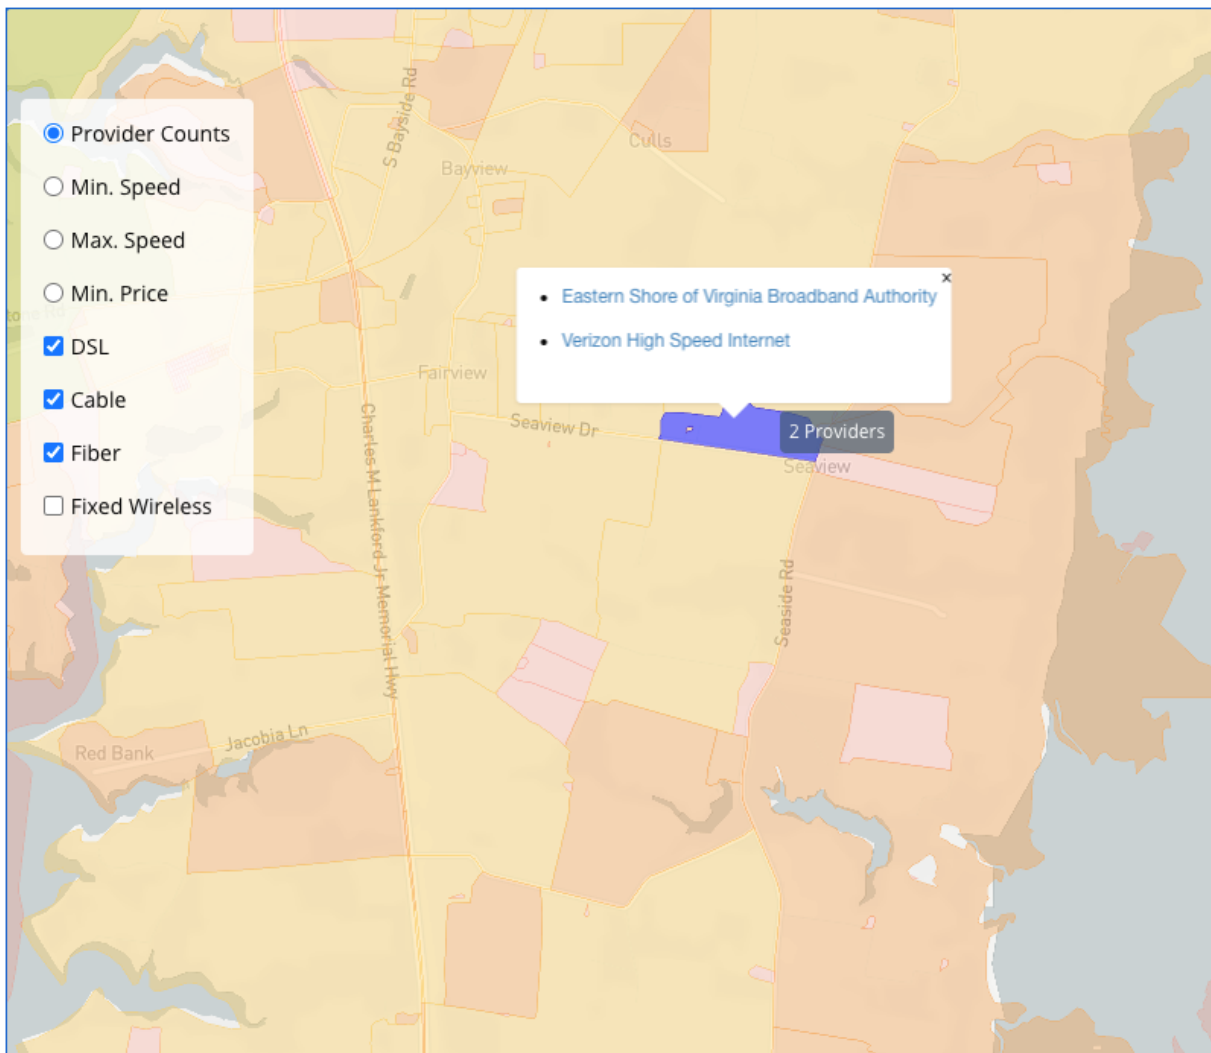 S Bayside Rd
Culls
Bayview
Provider Counts
Min. Speed
Max. Speed
Min. Price
DSL
Cable
Fiber
Fixed Wireless
×
Eastern Shore of Virginia Broadband Authority
Verizon High Speed Internet
Fairview
Seaview Dr
2 Providers
Seaview
Charles M Lankford Jr Memorial Hwy
Seaside Rd
Jacobia Ln
Red Bank